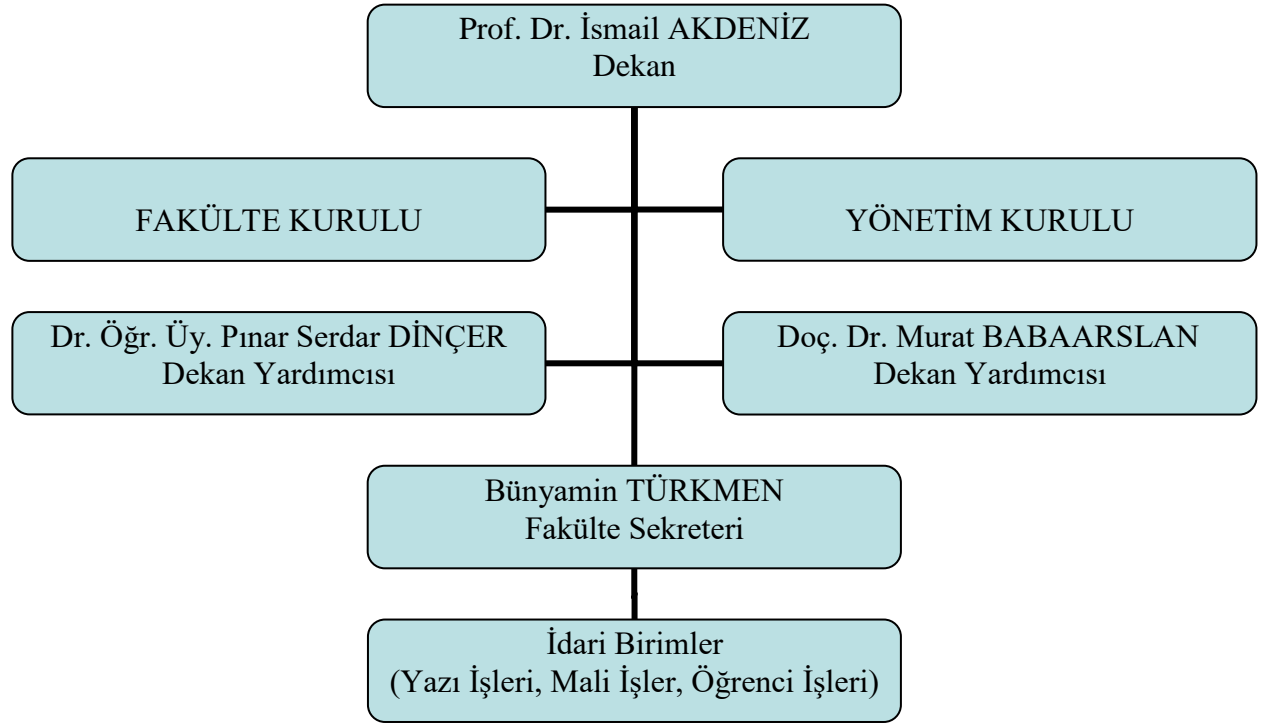 Prof. Dr. İsmail AKDENİZ
Dekan
FAKÜLTE KURULU
YÖNETİM KURULU
Dr. Öğr. Üy. Pınar Serdar DİNÇER
Dekan Yardımcısı
Doç. Dr. Murat BABAARSLAN
Dekan Yardımcısı
Bünyamin TÜRKMEN
Fakülte Sekreteri
İdari Birimler
(Yazı İşleri, Mali İşler, Öğrenci İşleri)